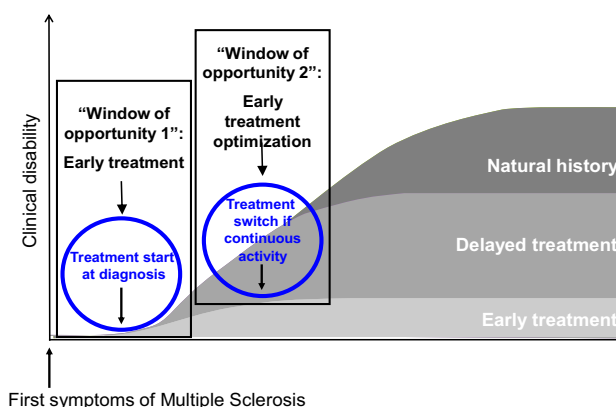 Clinical disability
“Window of
opportunity 1”:
Early treatment
Treatment start
at diagnosis
“Window of
opportunity 2”:
Early
treatment
optimization
Treatment
switch if
continuous
activity
Natural history
Delayed treatment
Early treatment
First symptoms of Multiple Sclerosis